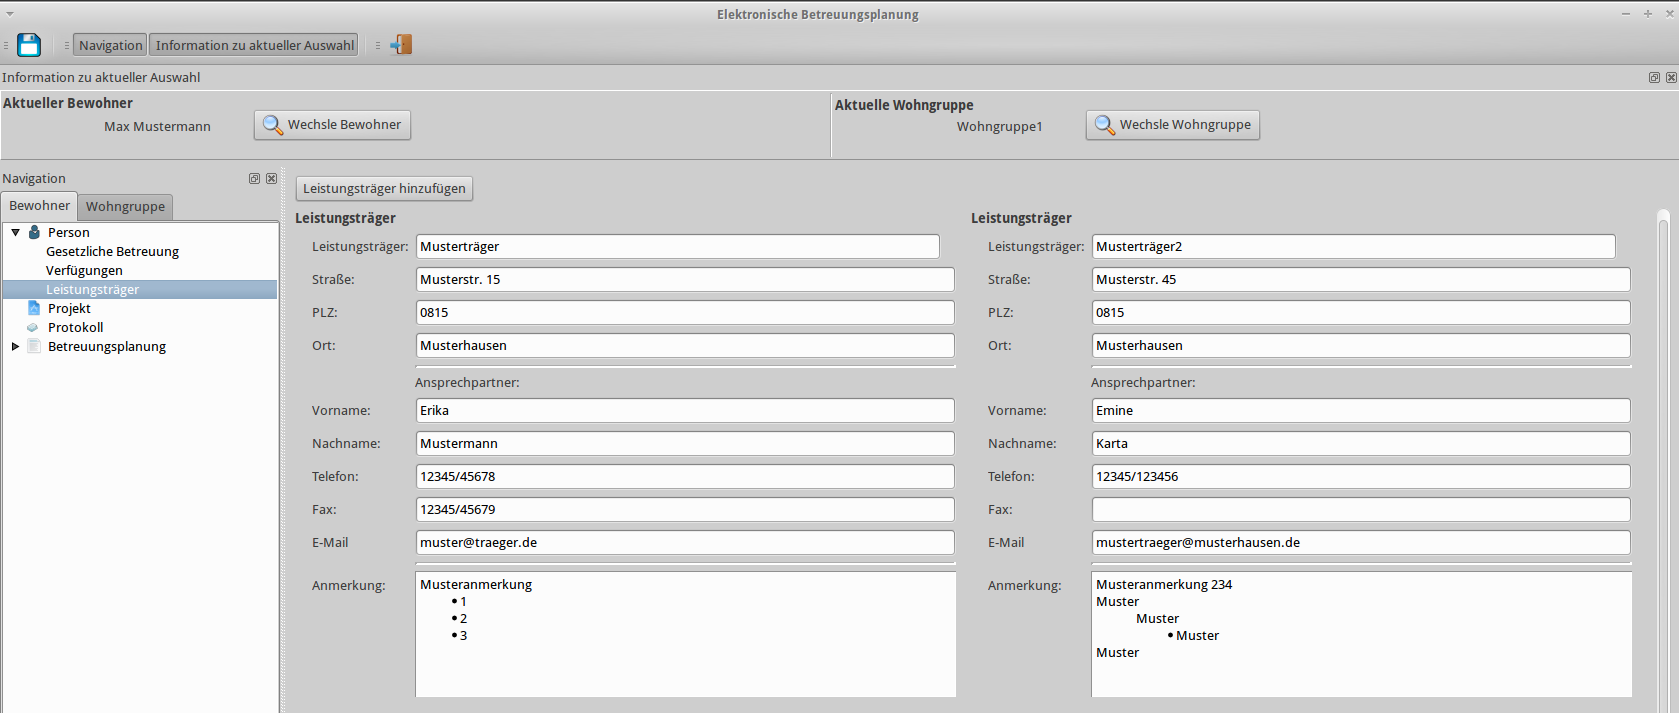 Elektronische Betreuungsplanung
Navigation Information zu aktueller Auswahl
Information zu aktueller Auswahl
Aktueller Bewohner
Max Mustermann Wechsle Bewohner
Aktuelle Wohngruppe
Wohngruppe1 Wechsle Wohngruppe
Navigation
Bewohner Wohngruppe
Person
Gesetzliche Betreuung
Verfügungen
Leistungsträger
Projekt
Protokoll
Betreuungsplanung
Leistungsträger hinzufügen
Leistungsträger
Leistungsträger: Musterträger
Straße: Musterstr. 15
PLZ: 0815
Ort: Musterhausen
Ansprechpartner:
Vorname: Erika
Nachname: Mustermann
Telefon: 12345/45678
Fax: 12345/45679
E-Mail muster@traeger.de
Anmerkung: Musteranmerkung
• 1
• 2
• 3
Leistungsträger
Leistungsträger: Musterträger2
Straße: Musterstr. 45
PLZ: 0815
Ort: Musterhausen
Ansprechpartner:
Vorname: Emine
Nachname: Karta
Telefon: 12345/123456
Fax:
E-Mail mustertraeger@musterhausen.de
Anmerkung: Musteranmerkung 234
Muster
Muster
• Muster
Muster